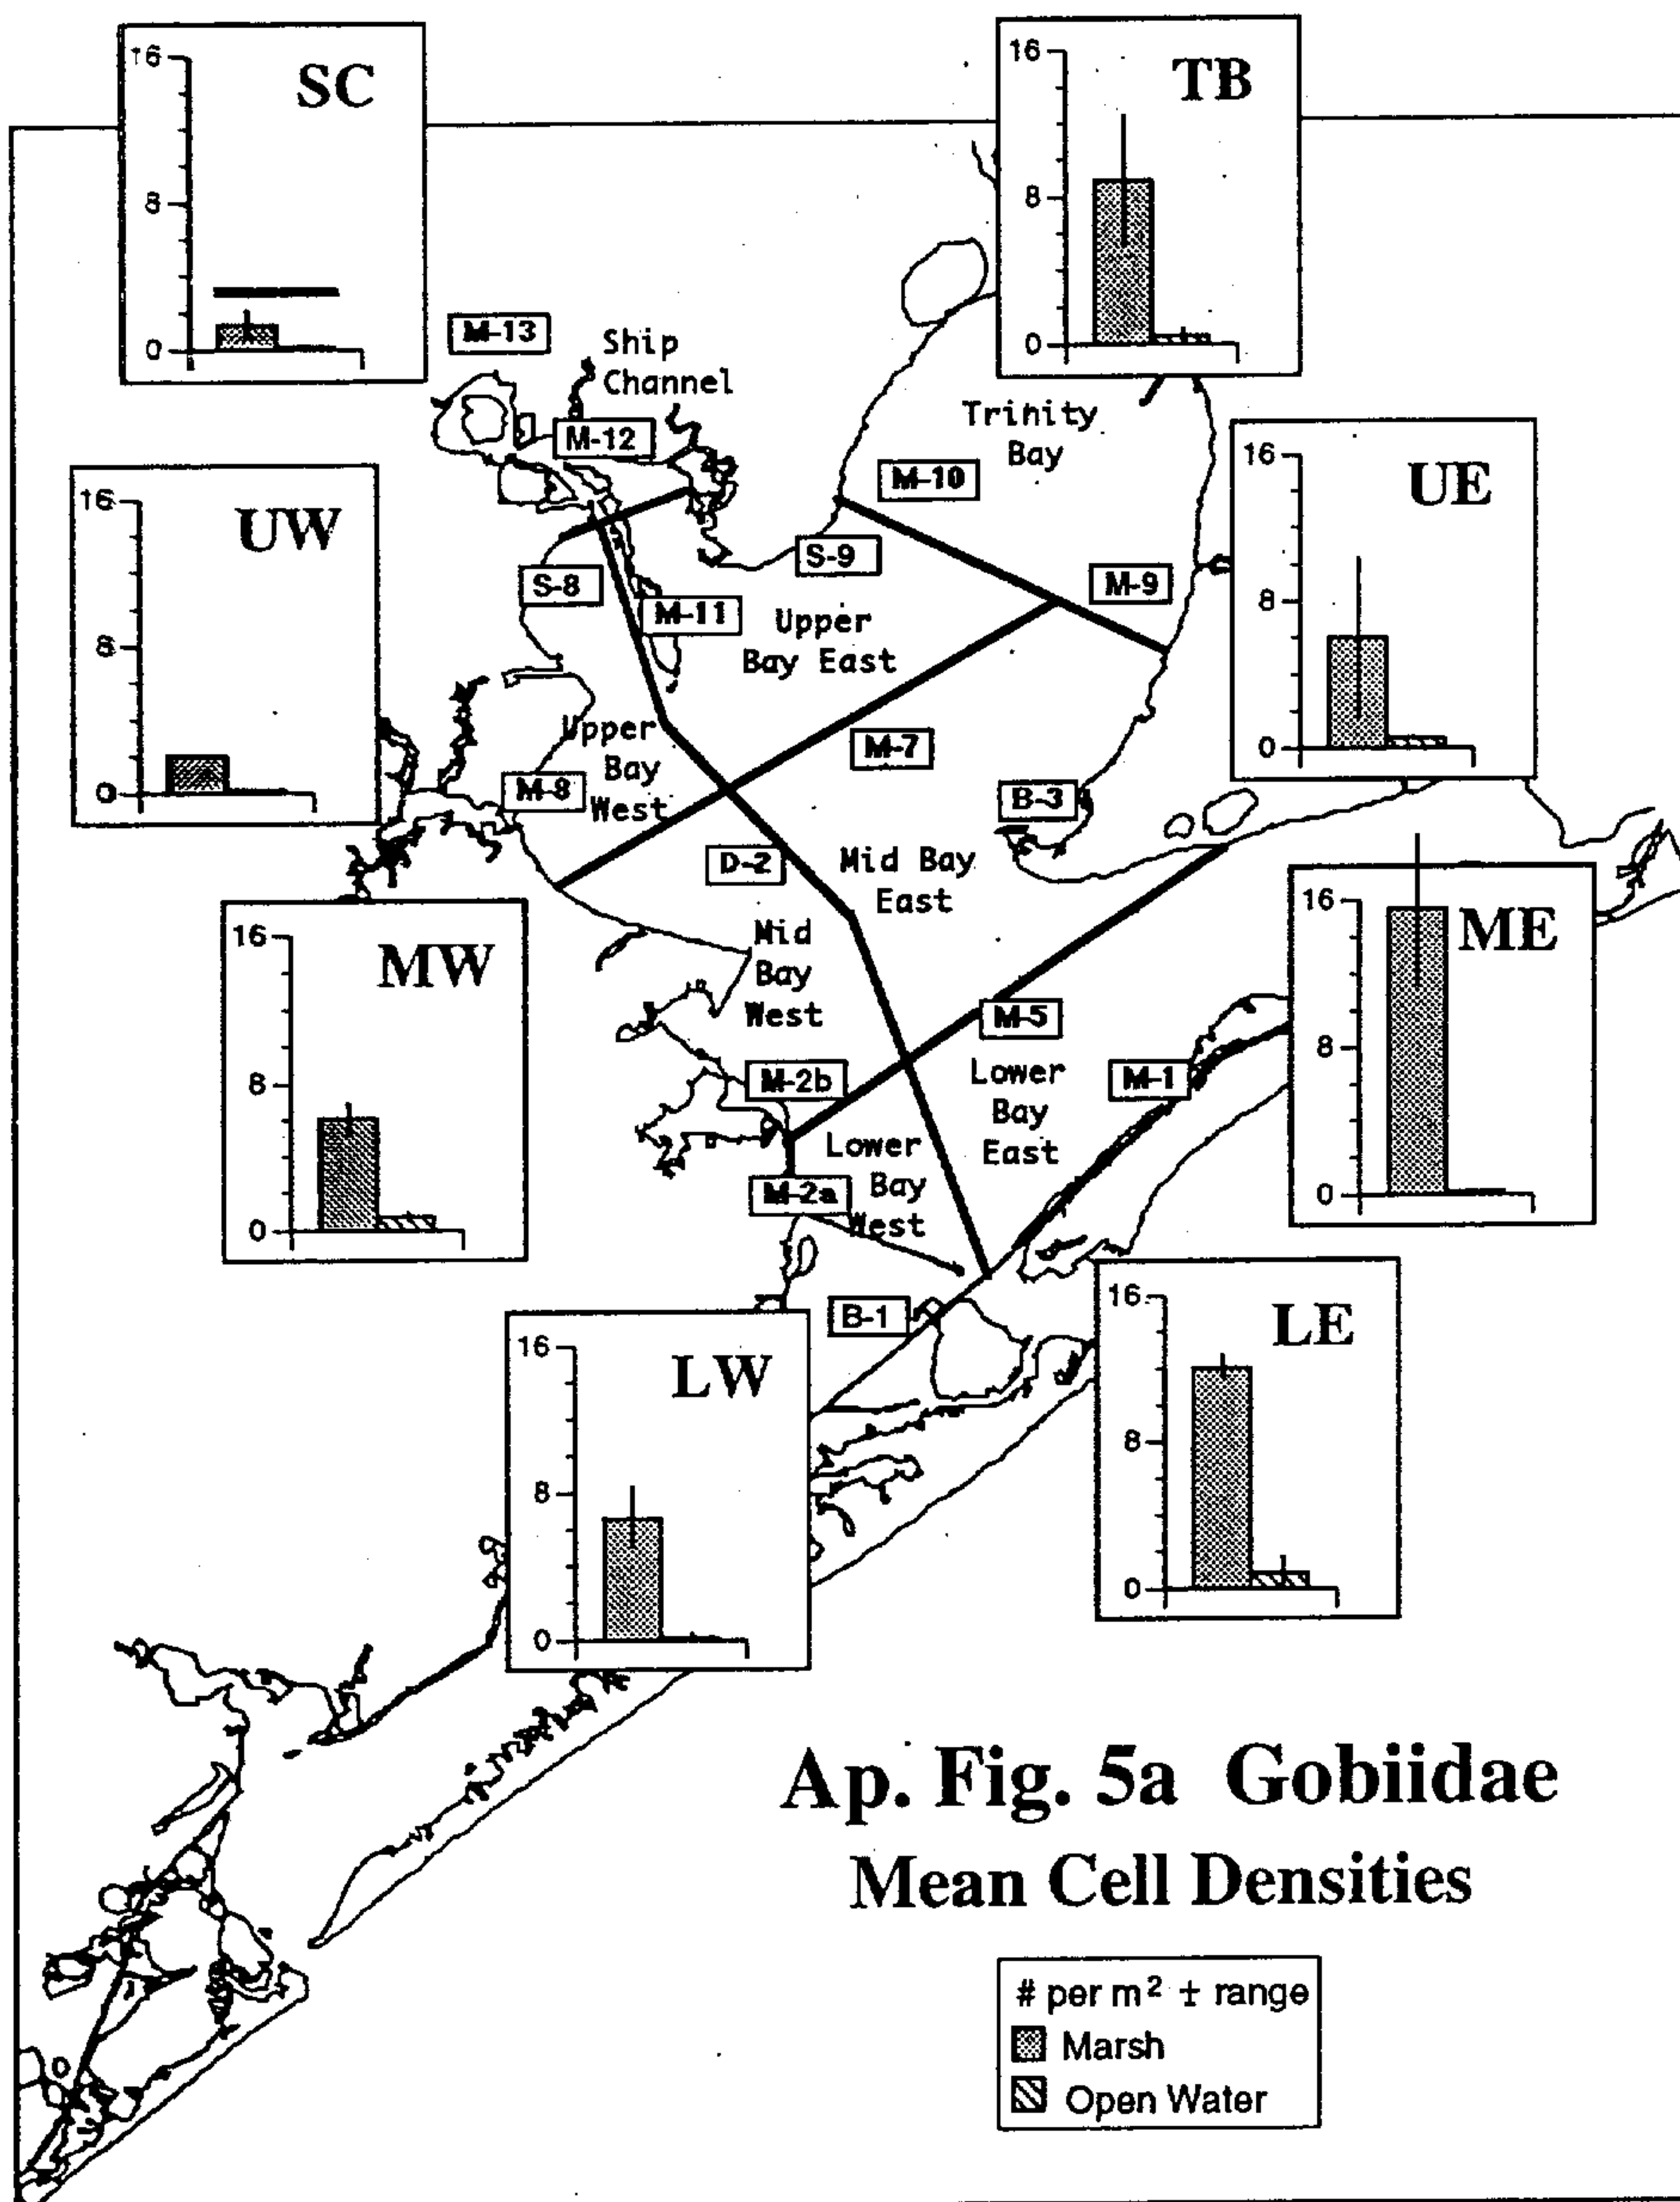 16
SC
8
0
16
TB
8
0
M-13
Ship
Channel
M-12
Trinity
Bay
M-10
16
UE
8
0
16
UW
8
0
S-9
S-8
M-9
M-11
Upper
Bay East
Upper
Bay
West
M-8
M-7
B-3
D-2
Mid Bay
East
16
ME
8
0
16
MW
8
0
Mid
Bay
West
M-5
M-2b
Lower
Bay
East
M-1
Lower
Bay
West
M-2a
B-1
16
LE
8
0
16
LW
8
0
Ap. Fig. 5a Gobiidae
Mean Cell Densities
# per m² ± range
Marsh
Open Water